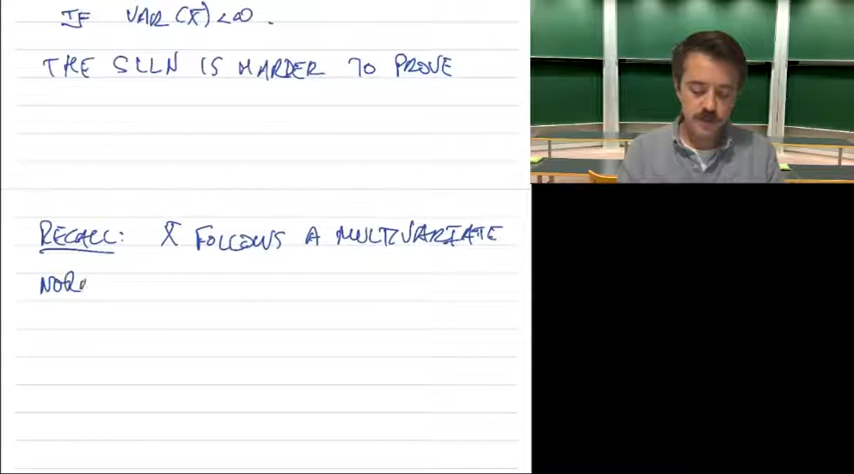 IF VAR(X) < ∞.
THE SLLN IS HARDER TO PROVE
RECALL: X FOLLOWS A MULTIVARIATE
NOR